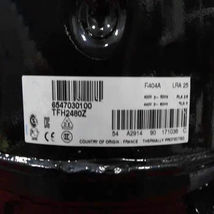 R404A LRA 25
6547030100
TFH2480Z
54 A2914 90 171036 C
COUNTRY OF ORIGIN : FRANCE THERMALLY PROTECTED